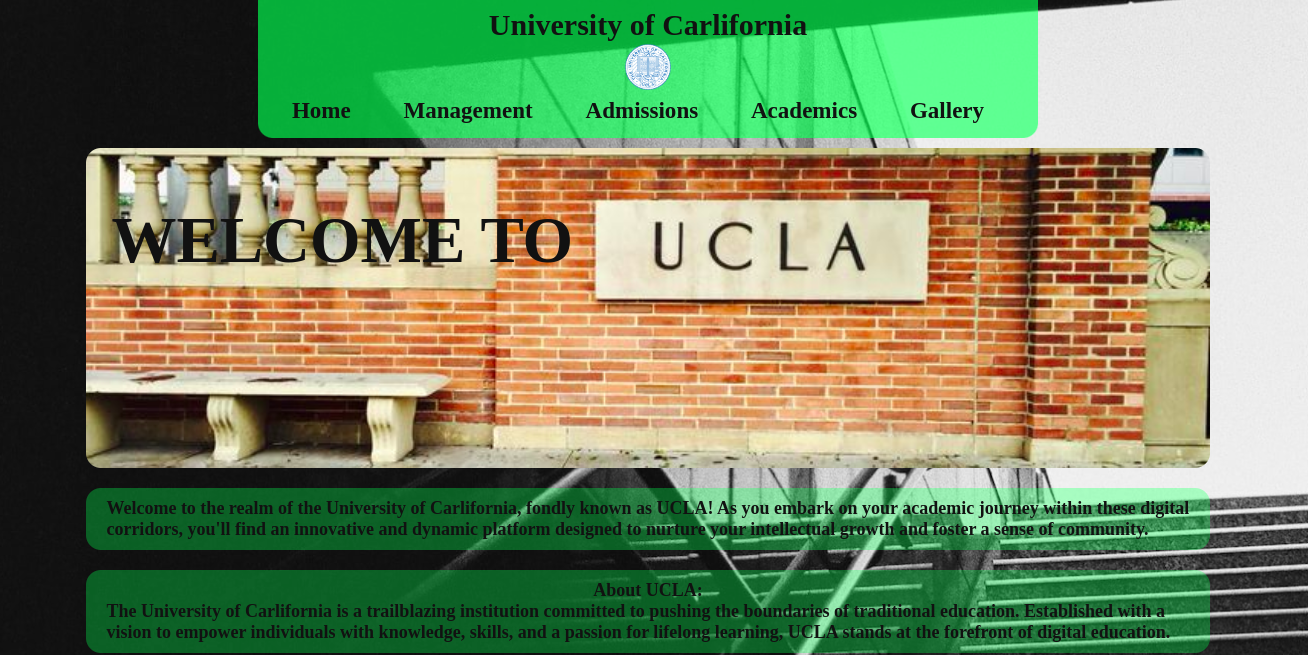 University of Carlifornia
Home Management Admissions Academics Gallery
WELCOME TO
UCLA
Welcome to the realm of the University of Carlifornia, fondly known as UCLA! As you embark on your academic journey within these digital
corridors, you'll find an innovative and dynamic platform designed to nurture your intellectual growth and foster a sense of community.
About UCLA:
The University of Carlifornia is a trailblazing institution committed to pushing the boundaries of traditional education. Established with a
vision to empower individuals with knowledge, skills, and a passion for lifelong learning, UCLA stands at the forefront of digital education.